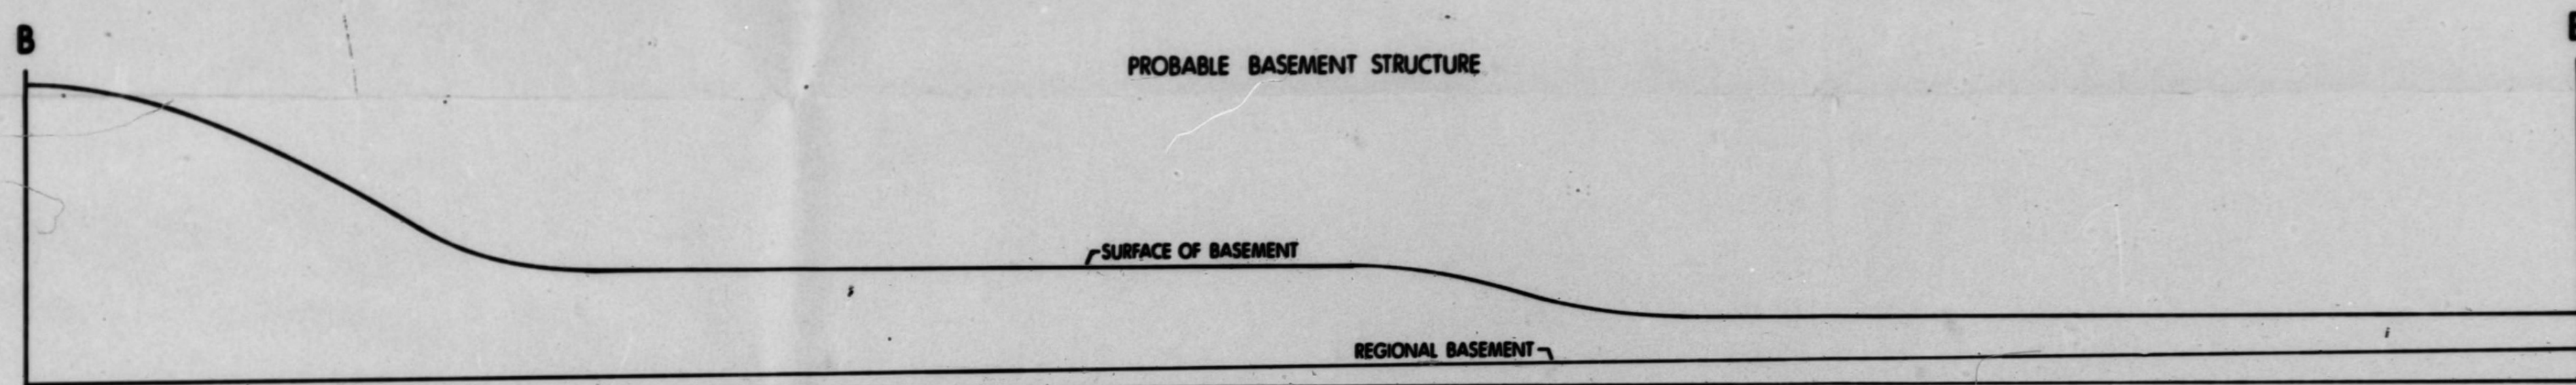 B
PROBABLE BASEMENT STRUCTURE
SURFACE OF BASEMENT
REGIONAL BASEMENT